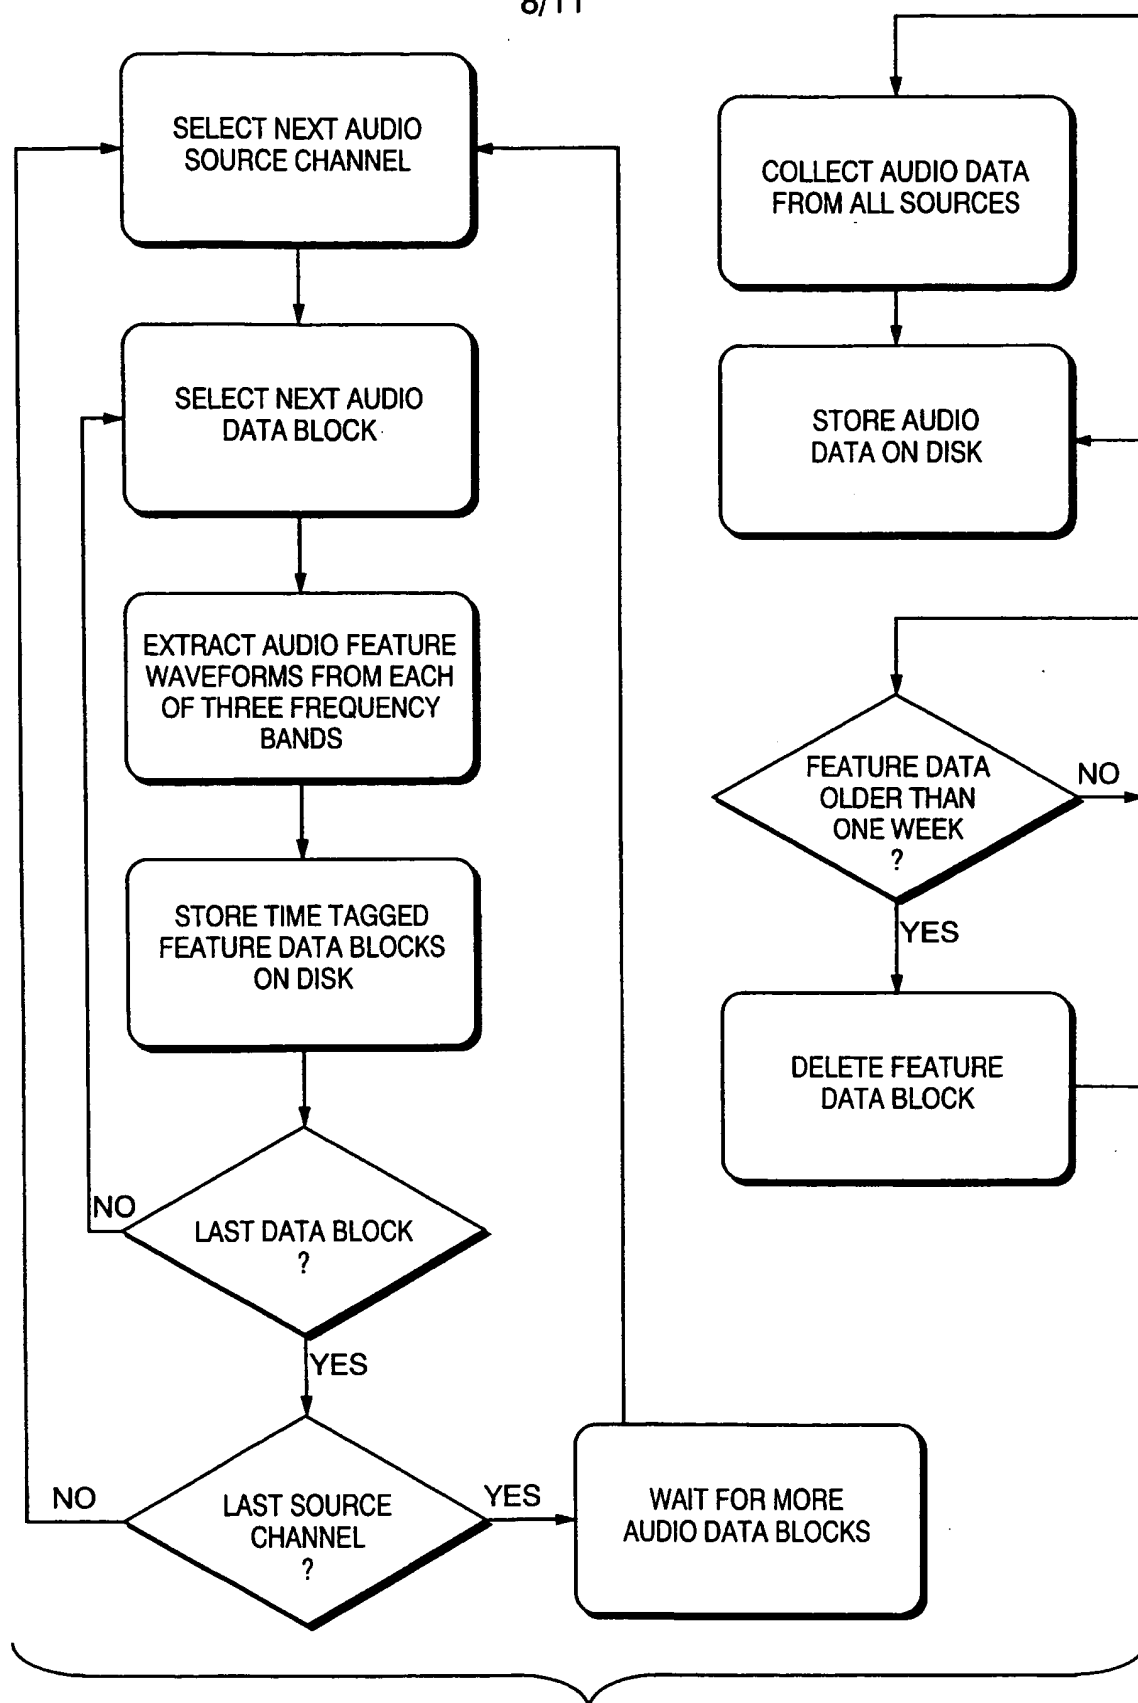 8/11
SELECT NEXT AUDIO
SOURCE CHANNEL
SELECT NEXT AUDIO
DATA BLOCK
EXTRACT AUDIO FEATURE
WAVEFORMS FROM EACH
OF THREE FREQUENCY
BANDS
STORE TIME TAGGED
FEATURE DATA BLOCKS
ON DISK
NO
LAST DATA BLOCK
?
YES
NO
LAST SOURCE
CHANNEL
?
YES
WAIT FOR MORE
AUDIO DATA BLOCKS
COLLECT AUDIO DATA
FROM ALL SOURCES
STORE AUDIO
DATA ON DISK
FEATURE DATA
OLDER THAN
ONE WEEK
?
NO
YES
DELETE FEATURE
DATA BLOCK